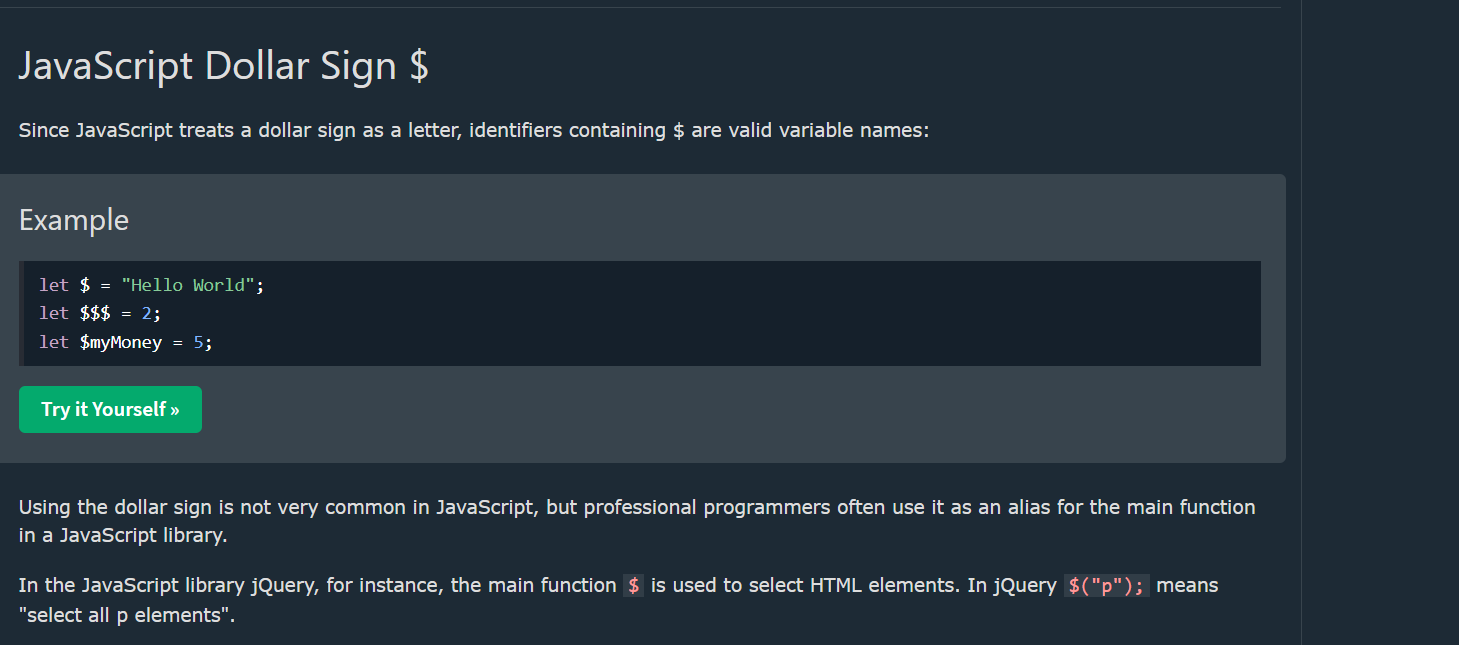 JavaScript Dollar Sign $
Since JavaScript treats a dollar sign as a letter, identifiers containing $ are valid variable names:
Example
let $ = "Hello World";
let $$$ = 2;
let $myMoney = 5;
Try it Yourself »
Using the dollar sign is not very common in JavaScript, but professional programmers often use it as an alias for the main function
in a JavaScript library.
In the JavaScript library jQuery, for instance, the main function $ is used to select HTML elements. In jQuery $("p"); means
"select all p elements".